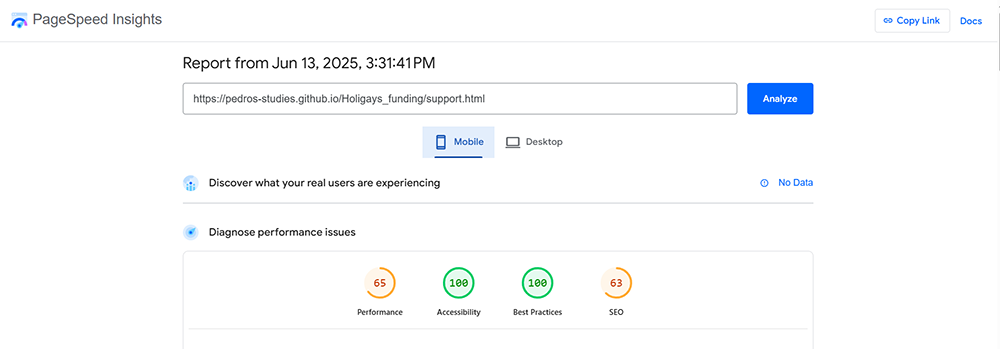 PageSpeed Insights
Copy Link
Docs
Report from Jun 13, 2025, 3:31:41 PM
https://pedros-studies.github.io/Holigays_funding/support.html
Analyze
Mobile
Desktop
Discover what your real users are experiencing
No Data
Diagnose performance issues
65
100
100
63
Performance
Accessibility
Best Practices
SEO